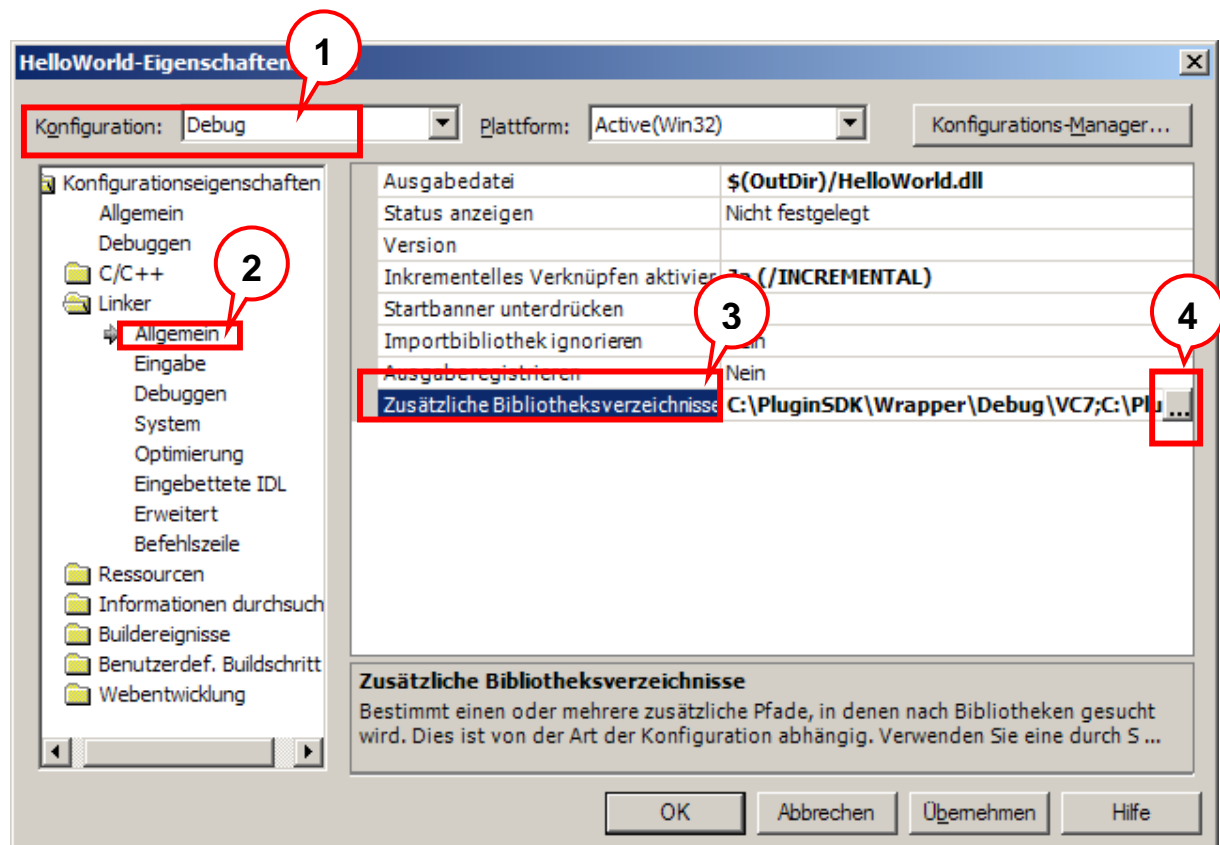 1
HelloWorld-Eigenschaften
Konfiguration: Debug Plattform: Active(Win32) Konfigurations-Manager...
Konfigurationseigenschaften
Allgemein
Debuggen
C/C++
2
Linker
Allgemein
Eingabe
Debuggen
System
Optimierung
Eingebettete IDL
Erweitert
Befehlszeile
Ressourcen
Informationen durchsuch
Buildereignisse
Benutzerdef. Buildschritt
Webentwicklung
Ausgabedatei $(OutDir)/HelloWorld.dll
Status anzeigen Nicht festgelegt
Version
Inkrementelles Verknüpfen aktivier (/INCREMENTAL)
Startbanner unterdrücken
3
4
Importbibliothek ignorieren
Ausgaberegistrieren Nein
Zusätzliche Bibliotheksverzeichnisse C:\PluginSDK\Wrapper\Debug\VC7;C:\Plu ...
Zusätzliche Bibliotheksverzeichnisse
Bestimmt einen oder mehrere zusätzliche Pfade, in denen nach Bibliotheken gesucht
wird. Dies ist von der Art der Konfiguration abhängig. Verwenden Sie eine durch S ...
OK Abbrechen Übernehmen Hilfe